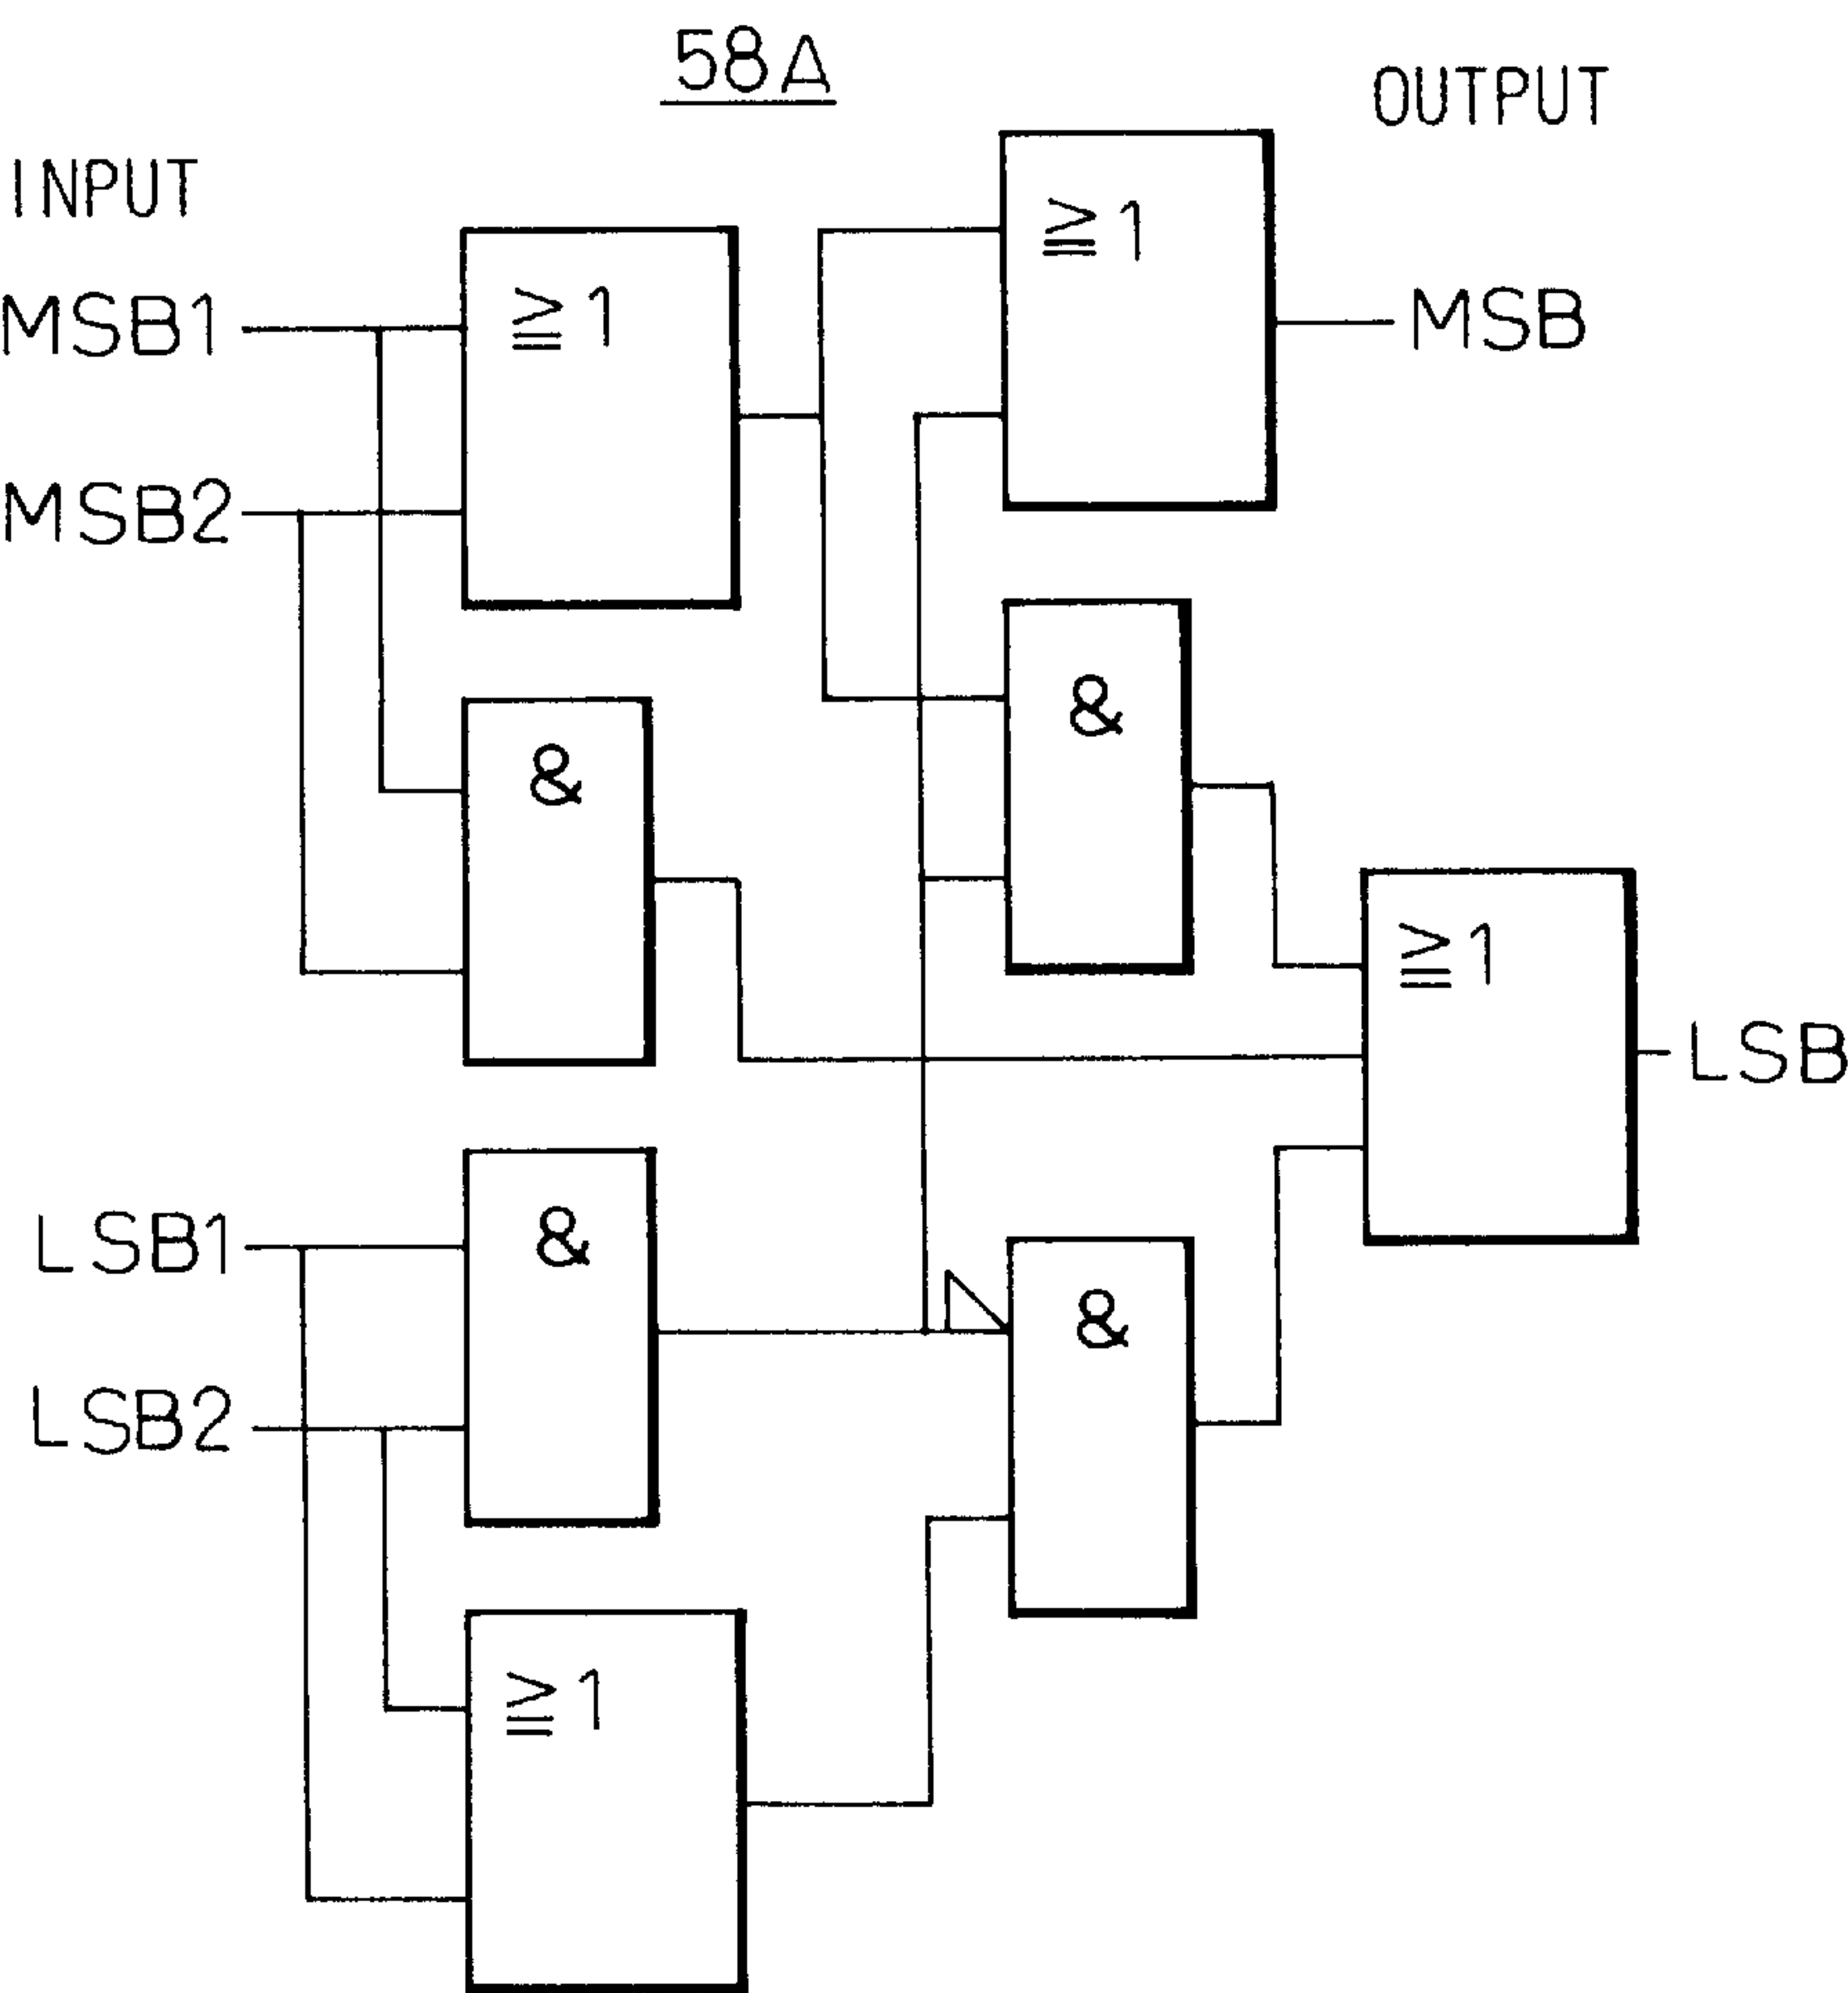 58A
OUTPUT
INPUT
≧1
≧1
MSB1
MSB
MSB2
&
&
≧1
LSB
LSB1
&
&
LSB2
≧1